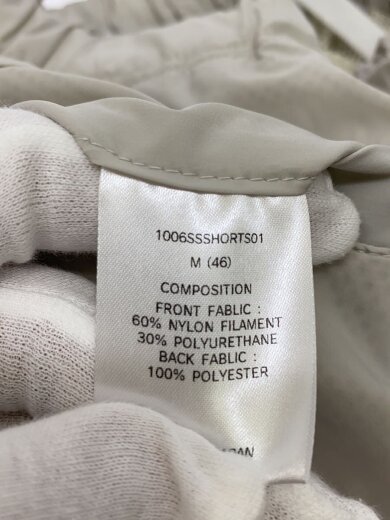 1006SSSHORTS01
M (46)
COMPOSITION
FRONT FABLIC :
60% NYLON FILAMENT
30% POLYURETHANE
BACK FABLIC :
100% POLYESTER